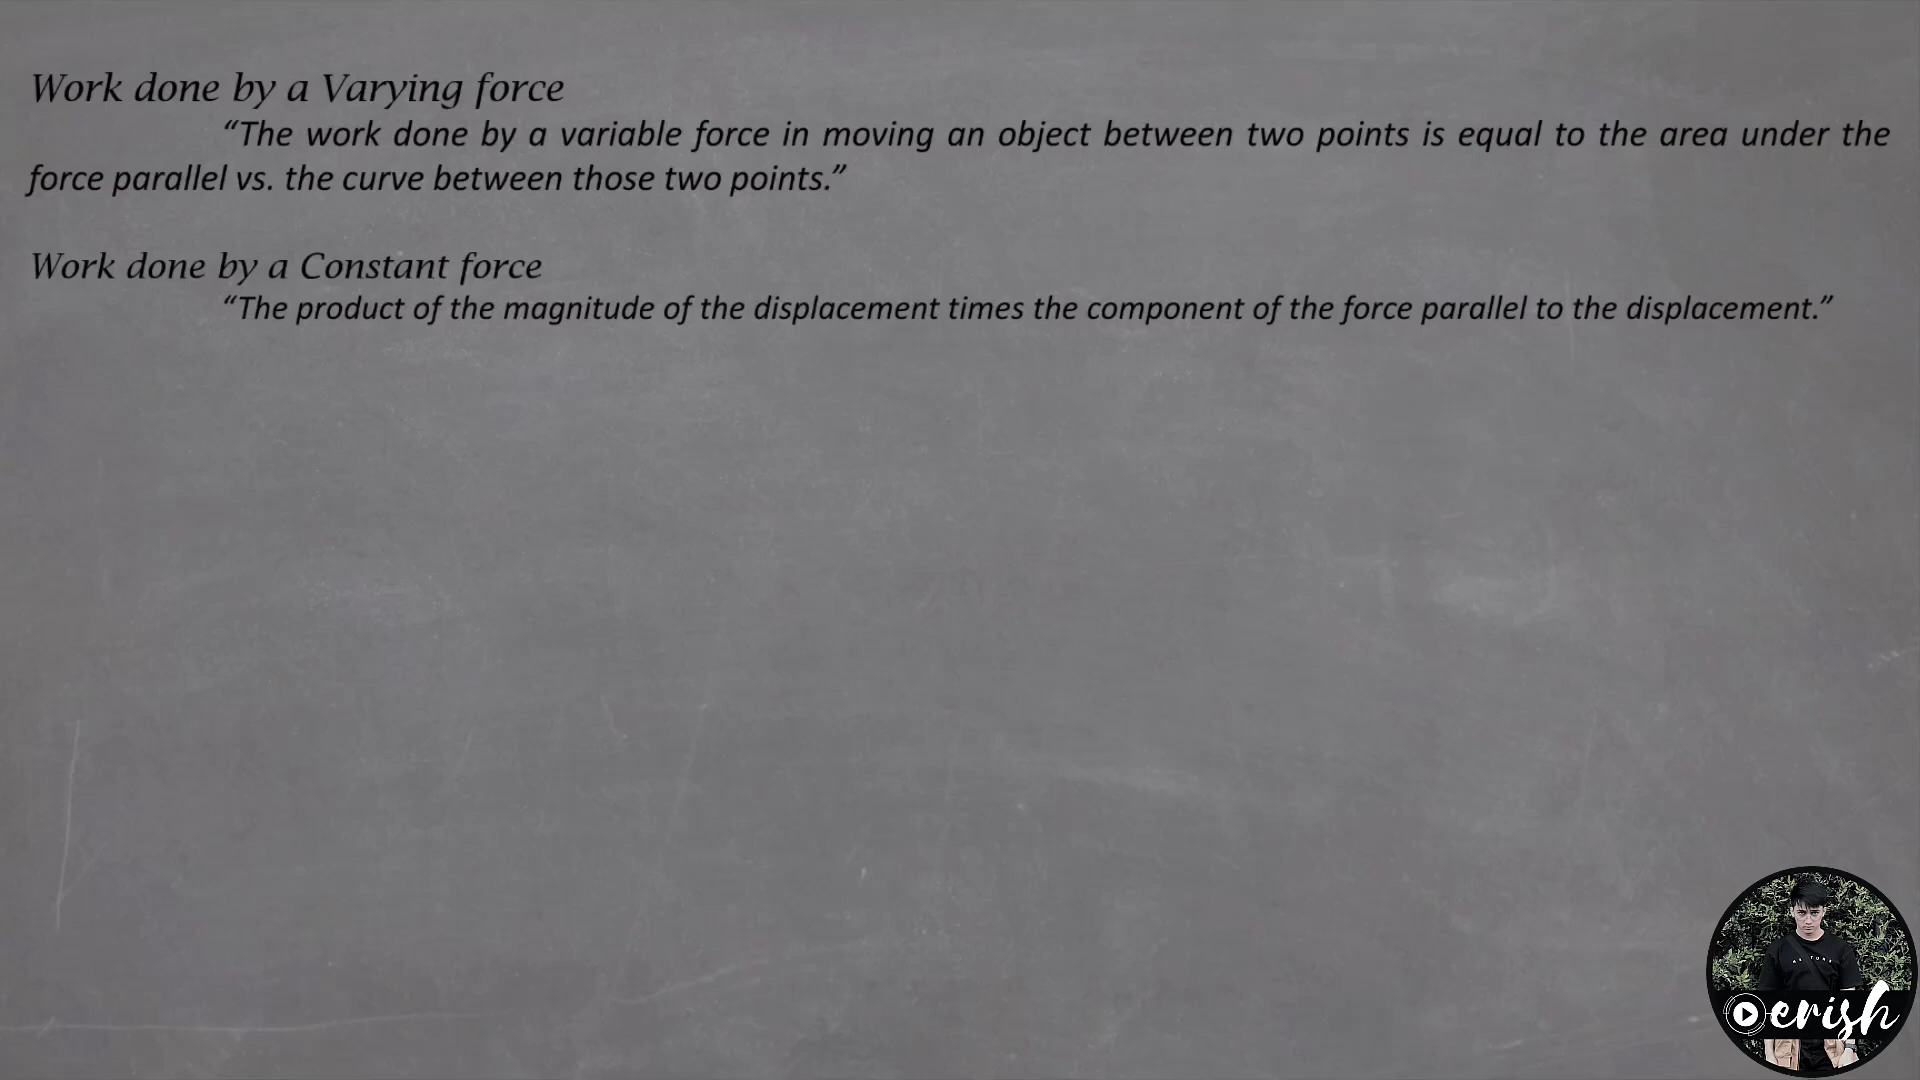 Work done by a Varying force
“The work done by a variable force in moving an object between two points is equal to the area under the
force parallel vs. the curve between those two points.”
Work done by a Constant force
“The product of the magnitude of the displacement times the component of the force parallel to the displacement.”
erish